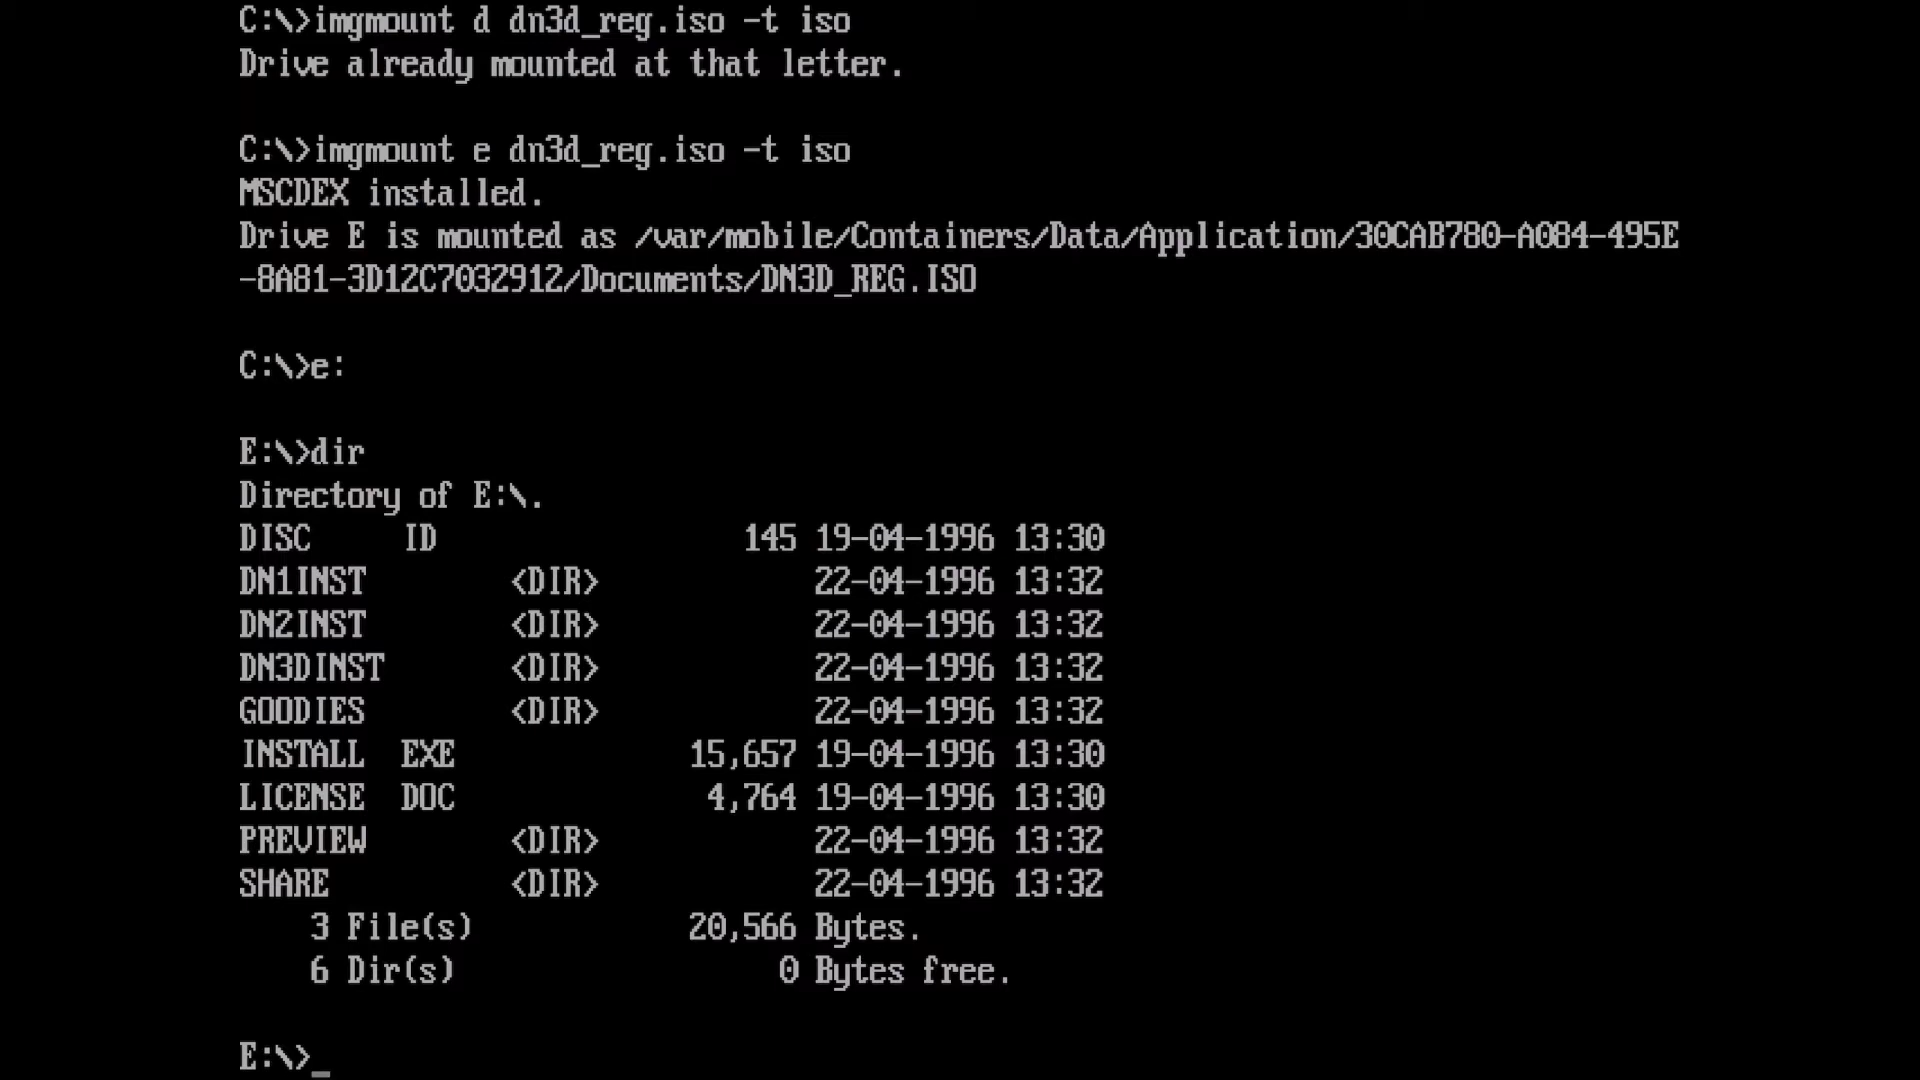 C:\>imgmount d dn3d_reg.iso -t iso
Drive already mounted at that letter.
C:\>imgmount e dn3d_reg.iso -t iso
MSCDEX installed.
Drive E is mounted as /var/mobile/Containers/Data/Application/30CAB780-A084-495E
-8A81-3D12C7032912/Documents/DN3D_REG.ISO
C:\>e:
E:\>dir
Directory of E:\.
DISC     ID                 145 19-04-1996 13:30
DN1INST        <DIR>            22-04-1996 13:32
DN2INST        <DIR>            22-04-1996 13:32
DN3DINST       <DIR>            22-04-1996 13:32
GOODIES        <DIR>            22-04-1996 13:32
INSTALL  EXE             15,657 19-04-1996 13:30
LICENSE  DOC              4,764 19-04-1996 13:30
PREVIEW        <DIR>            22-04-1996 13:32
SHARE          <DIR>            22-04-1996 13:32
    3 File(s)            20,566 Bytes.
    6 Dir(s)                  0 Bytes free.
E:\>_